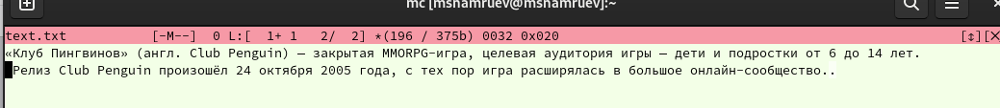 mc [mshamruev@mshamruev]:~
text.txt [-M--] 0 L:[ 1+ 1 2/ 2] *(196 / 375b) 0032 0x020 [↕][X
«Клуб Пингвинов» (англ. Club Penguin) — закрытая MMORPG-игра, целевая аудитория игры — дети и подростки от 6 до 14 лет.
Релиз Club Penguin произошёл 24 октября 2005 года, с тех пор игра расширялась в большое онлайн-сообщество..